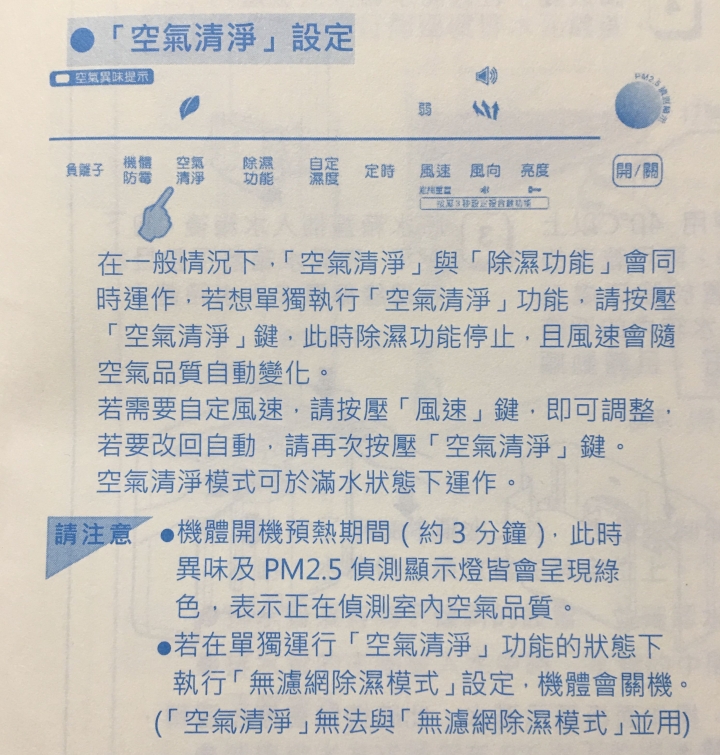 ●「空氣清淨」設定
空氣異味提示
弱
PM2.5
負離子 機體防霉 空氣清淨 除濕功能 自定濕度 定時 風速 風向 亮度 開/關
在一般情況下,「空氣清淨」與「除濕功能」會同
時運作,若想單獨執行「空氣清淨」功能,請按壓
「空氣清淨」鍵,此時除濕功能停止,且風速會隨
空氣品質自動變化。
若需要自定風速,請按壓「風速」鍵,即可調整,
若要改回自動,請再次按壓「空氣清淨」鍵。
空氣清淨模式可於滿水狀態下運作。
請注意
●機體開機預熱期間(約3分鐘),此時
異味及PM2.5偵測顯示燈皆會呈現綠
色,表示正在偵測室內空氣品質。
●若在單獨運行「空氣清淨」功能的狀態下
執行「無濾網除濕模式」設定,機體會關機。
(「空氣清淨」無法與「無濾網除濕模式」並用)